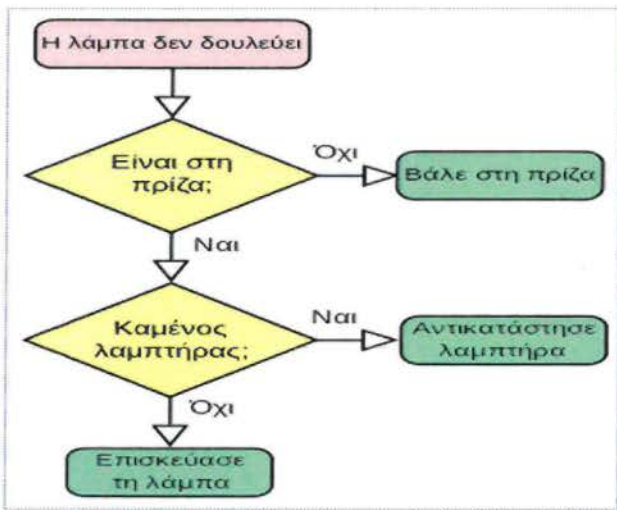 Η λάμπα δεν δουλεύει
Είναι στη
πρίζα;
Όχι
Βάλε στη πρίζα
Ναι
Καμένος
λαμπτήρας;
Ναι
Αντικατάστησε
λαμπτήρα
Όχι
Επισκεύασε
τη λάμπα